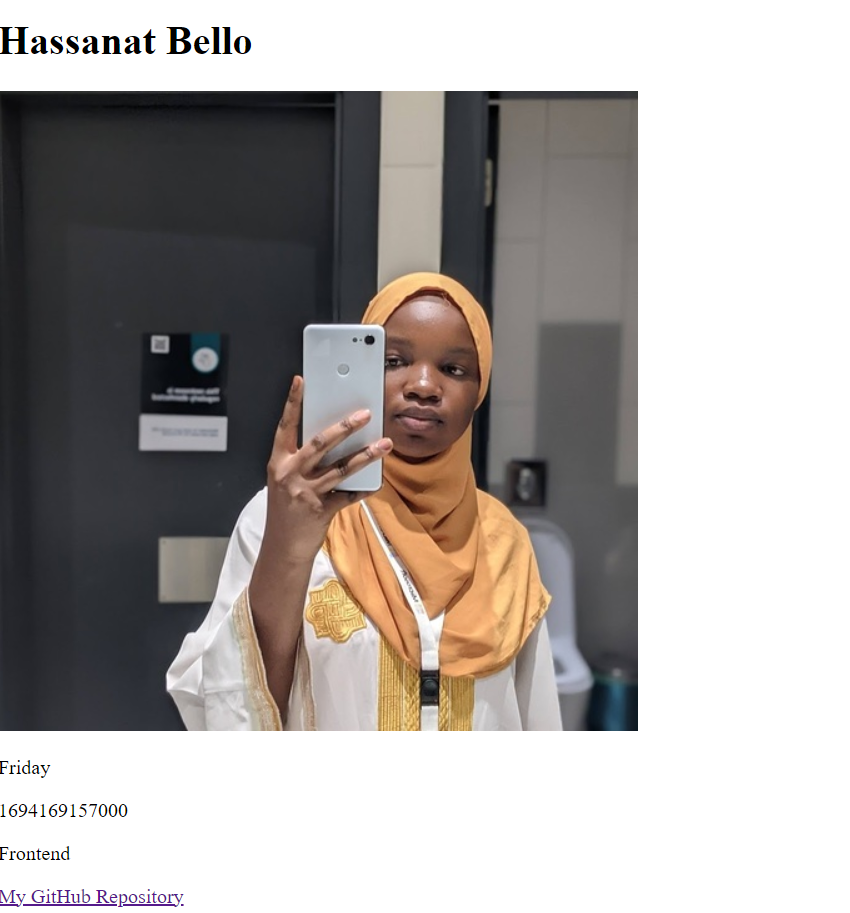 Hassanat Bello
Friday
1694169157000
Frontend
My GitHub Repository